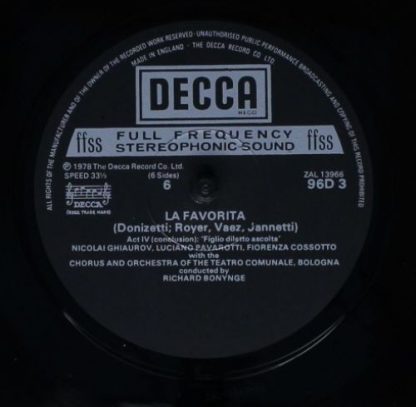 ALL RIGHTS OF THE MANUFACTURER AND OF THE OWNER OF THE RECORDED WORK RESERVED · UNAUTHORISED PUBLIC PERFORMANCE BROADCASTING AND COPYING OF THIS RECORD PROHIBITED
MADE IN ENGLAND · THE DECCA RECORD CO LTD
DECCA
RECD
ffss FULL FREQUENCY STEREOPHONIC SOUND ffss
℗ 1978 The Decca Record Co. Ltd.
ZAL 13966
SPEED 33⅓ (6 Sides)
6
96D 3
DECCA
(REGD. TRADE MARK)
LA FAVORITA
(Donizetti; Royer, Vaez, Jannetti)
Act IV (conclusion): "Figlio diletto ascolta"
NICOLAI GHIAUROV, LUCIANO PAVAROTTI, FIORENZA COSSOTTO
with the
CHORUS AND ORCHESTRA OF THE TEATRO COMUNALE, BOLOGNA
conducted by
RICHARD BONYNGE